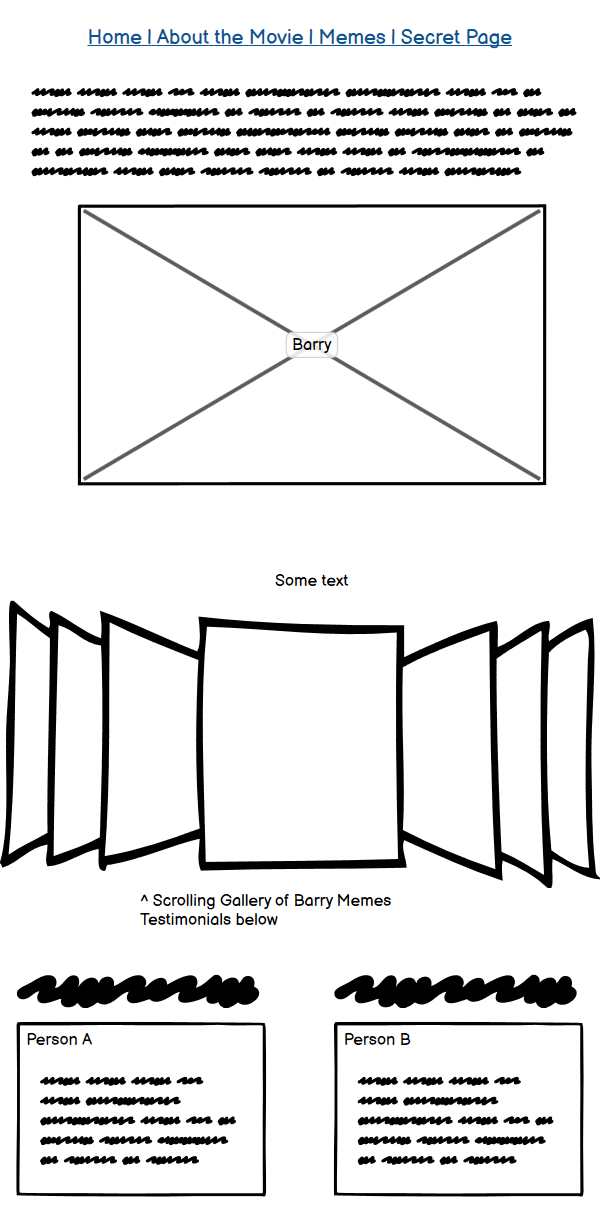 Home | About the Movie | Memes | Secret Page
Barry
Some text
^ Scrolling Gallery of Barry Memes
Testimonials below
Person A
Person B